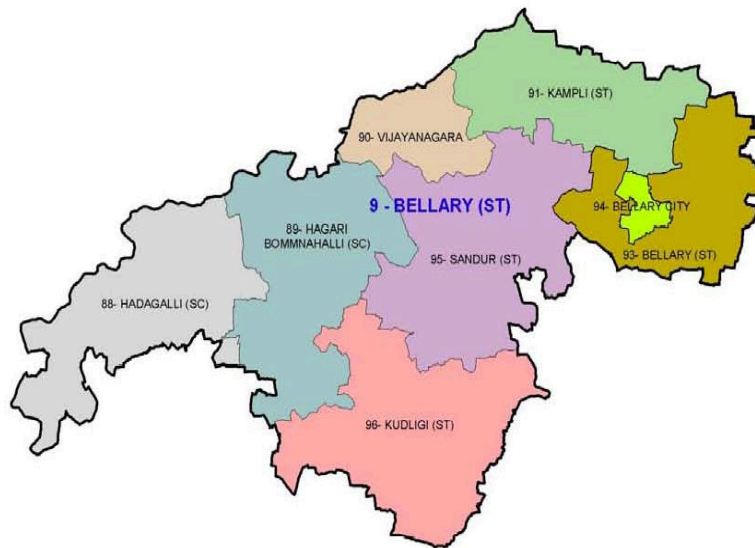 91- KAMPLI (ST)
90- VIJAYANAGARA
9 - BELLARY (ST)
94- BELLARY CITY
89- HAGARI
BOMMNAHALLI (SC)
93- BELLARY (ST)
95- SANDUR (ST)
88- HADAGALLI (SC)
96- KUDLIGI (ST)